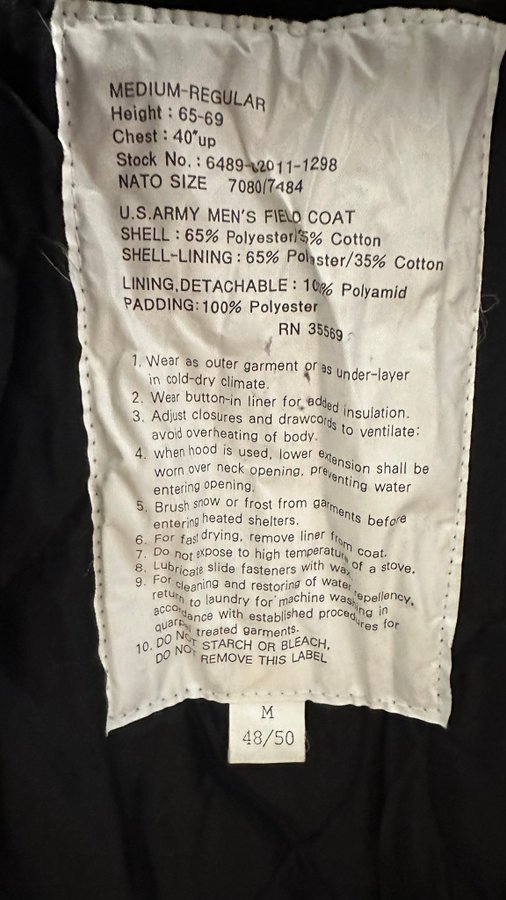 MEDIUM-REGULAR
Height : 65-69
Chest : 40"up
Stock No. : 6489-2011-1298
NATO SIZE 7080/7484
U.S.ARMY MEN'S FIELD COAT
SHELL : 65% Polyester/5% Cotton
SHELL-LINING : 65% Polyester/35% Cotton
LINING,DETACHABLE : 10% Polyamid
PADDING:100% Polyester
RN 35569
1. Wear as outer garment or as under-layer
in cold-dry climate.
2. Wear button-in liner for added insulation.
3. Adjust closures and drawcords to ventilate:
avoid overheating of body.
4. when hood is used, lower extension shall be
worn over neck opening, preventing water
entering opening.
5. Brush snow or frost from garments before
entering heated shelters.
6. For fast drying, remove liner from coat.
7. Do not expose to high temperature of a stove.
8. Lubricate slide fasteners with wax.
9. For cleaning and restoring of water repellency,
return to laundry for machine washing in
accordance with established procedures for
treated garments.
10. DO NOT STARCH OR BLEACH,
DO NOT REMOVE THIS LABEL
M
48/50